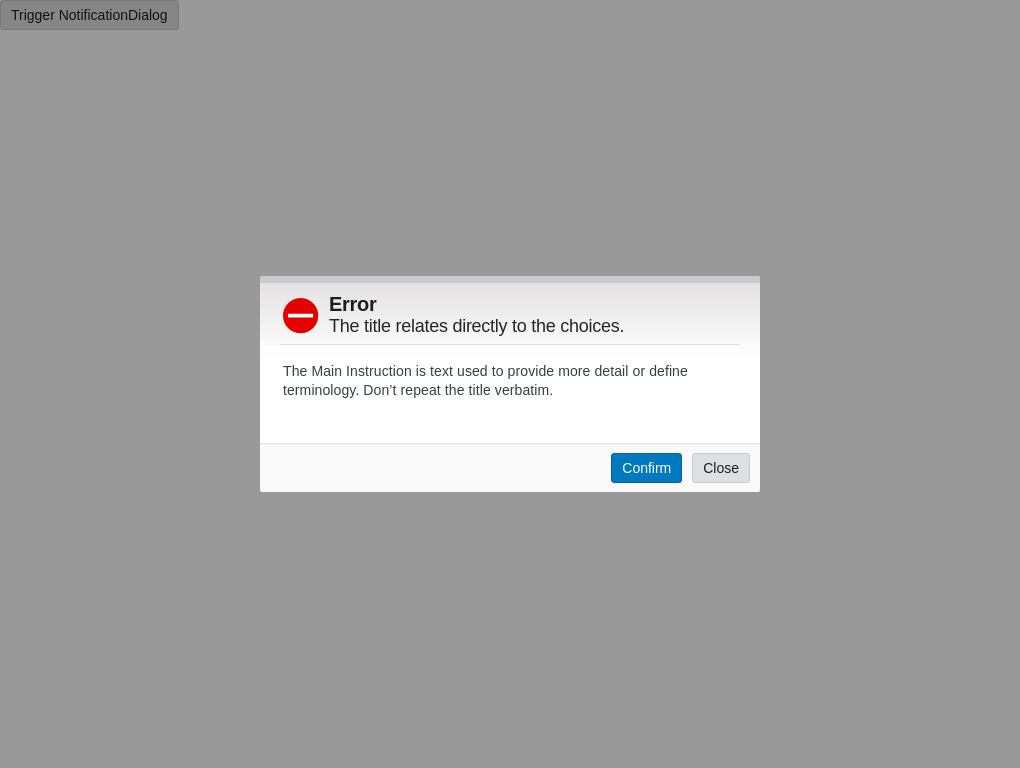 Trigger NotificationDialog
Error
The title relates directly to the choices.
The Main Instruction is text used to provide more detail or define
terminology. Don’t repeat the title verbatim.
Confirm
Close